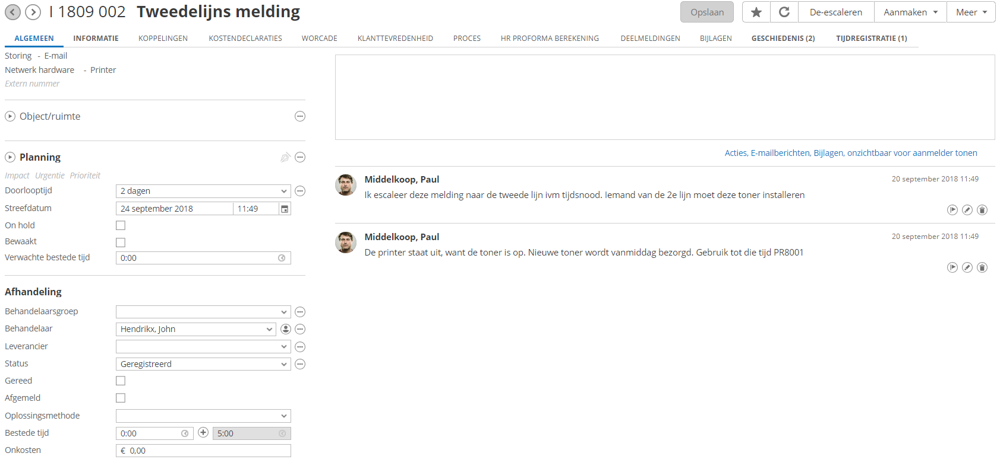 I 1809 002 Tweedelijns melding
Opslaan
De-escaleren
Aanmaken
Meer
ALGEMEEN INFORMATIE KOPPELINGEN KOSTENDECLARATIES WORCADE KLANTTEVREDENHEID PROCES HR PROFORMA BEREKENING DEELMELDINGEN BIJLAGEN GESCHIEDENIS (2) TIJDREGISTRATIE (1)
Storing - E-mail
Netwerk hardware - Printer
Extern nummer
Object/ruimte
Planning
Impact Urgentie Prioriteit
Doorlooptijd 2 dagen
Streefdatum 24 september 2018 11:49
On hold
Bewaakt
Verwachte bestede tijd 0:00
Afhandeling
Behandelaarsgroep
Behandelaar Hendrikx, John
Leverancier
Status Geregistreerd
Gereed
Afgemeld
Oplossingsmethode
Bestede tijd 0:00 5:00
Onkosten € 0,00
Acties, E-mailberichten, Bijlagen, onzichtbaar voor aanmelder tonen
Middelkoop, Paul 20 september 2018 11:49
Ik escaleer deze melding naar de tweede lijn ivm tijdsnood. Iemand van de 2e lijn moet deze toner installeren
Middelkoop, Paul 20 september 2018 11:49
De printer staat uit, want de toner is op. Nieuwe toner wordt vanmiddag bezorgd. Gebruik tot die tijd PR8001